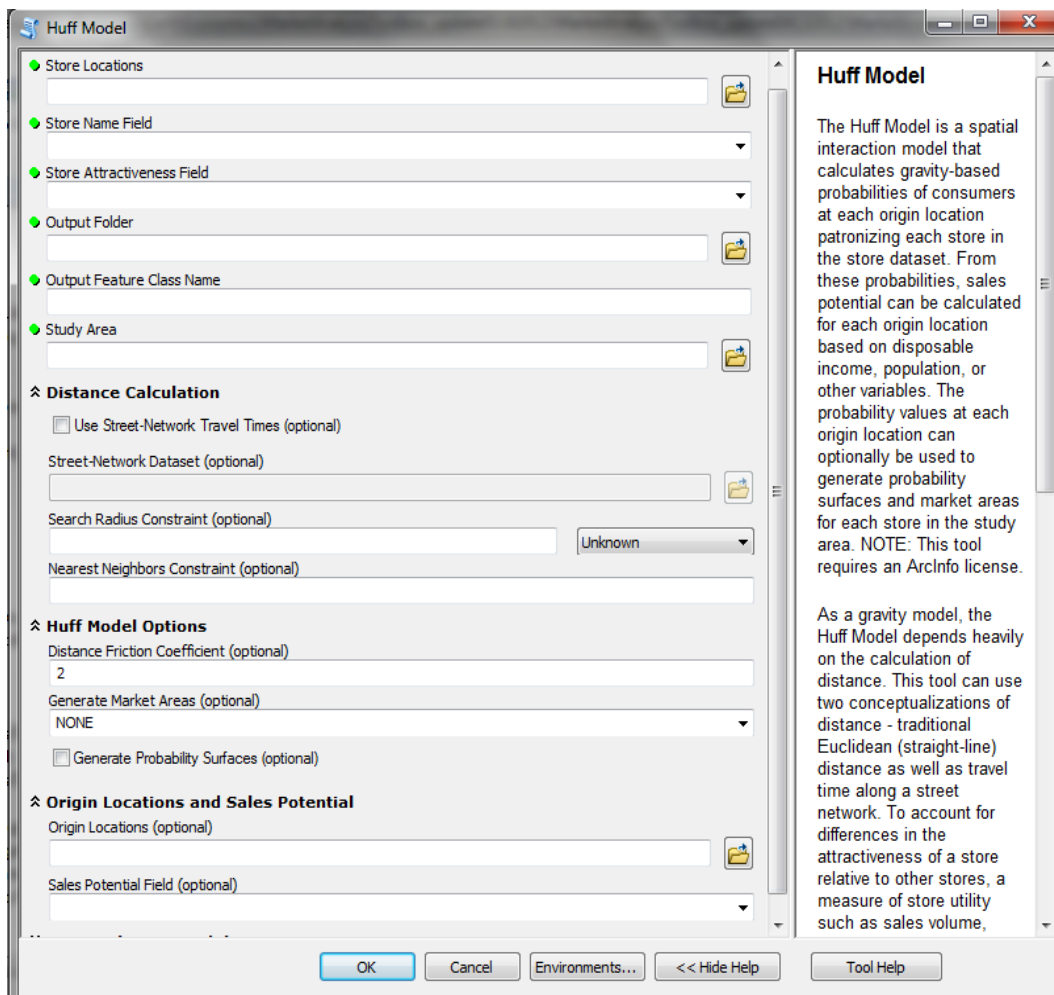 Huff Model
Store Locations
Store Name Field
Store Attractiveness Field
Output Folder
Output Feature Class Name
Study Area
Distance Calculation
Use Street-Network Travel Times (optional)
Street-Network Dataset (optional)
Search Radius Constraint (optional)
Unknown
Nearest Neighbors Constraint (optional)
Huff Model Options
Distance Friction Coefficient (optional)
2
Generate Market Areas (optional)
NONE
Generate Probability Surfaces (optional)
Origin Locations and Sales Potential
Origin Locations (optional)
Sales Potential Field (optional)
Huff Model
The Huff Model is a spatial
interaction model that
calculates gravity-based
probabilities of consumers
at each origin location
patronizing each store in
the store dataset. From
these probabilities, sales
potential can be calculated
for each origin location
based on disposable
income, population, or
other variables. The
probability values at each
origin location can
optionally be used to
generate probability
surfaces and market areas
for each store in the study
area. NOTE: This tool
requires an ArcInfo license.
As a gravity model, the
Huff Model depends heavily
on the calculation of
distance. This tool can use
two conceptualizations of
distance - traditional
Euclidean (straight-line)
distance as well as travel
time along a street
network. To account for
differences in the
attractiveness of a store
relative to other stores, a
measure of store utility
such as sales volume,
OK
Cancel
Environments...
<< Hide Help
Tool Help